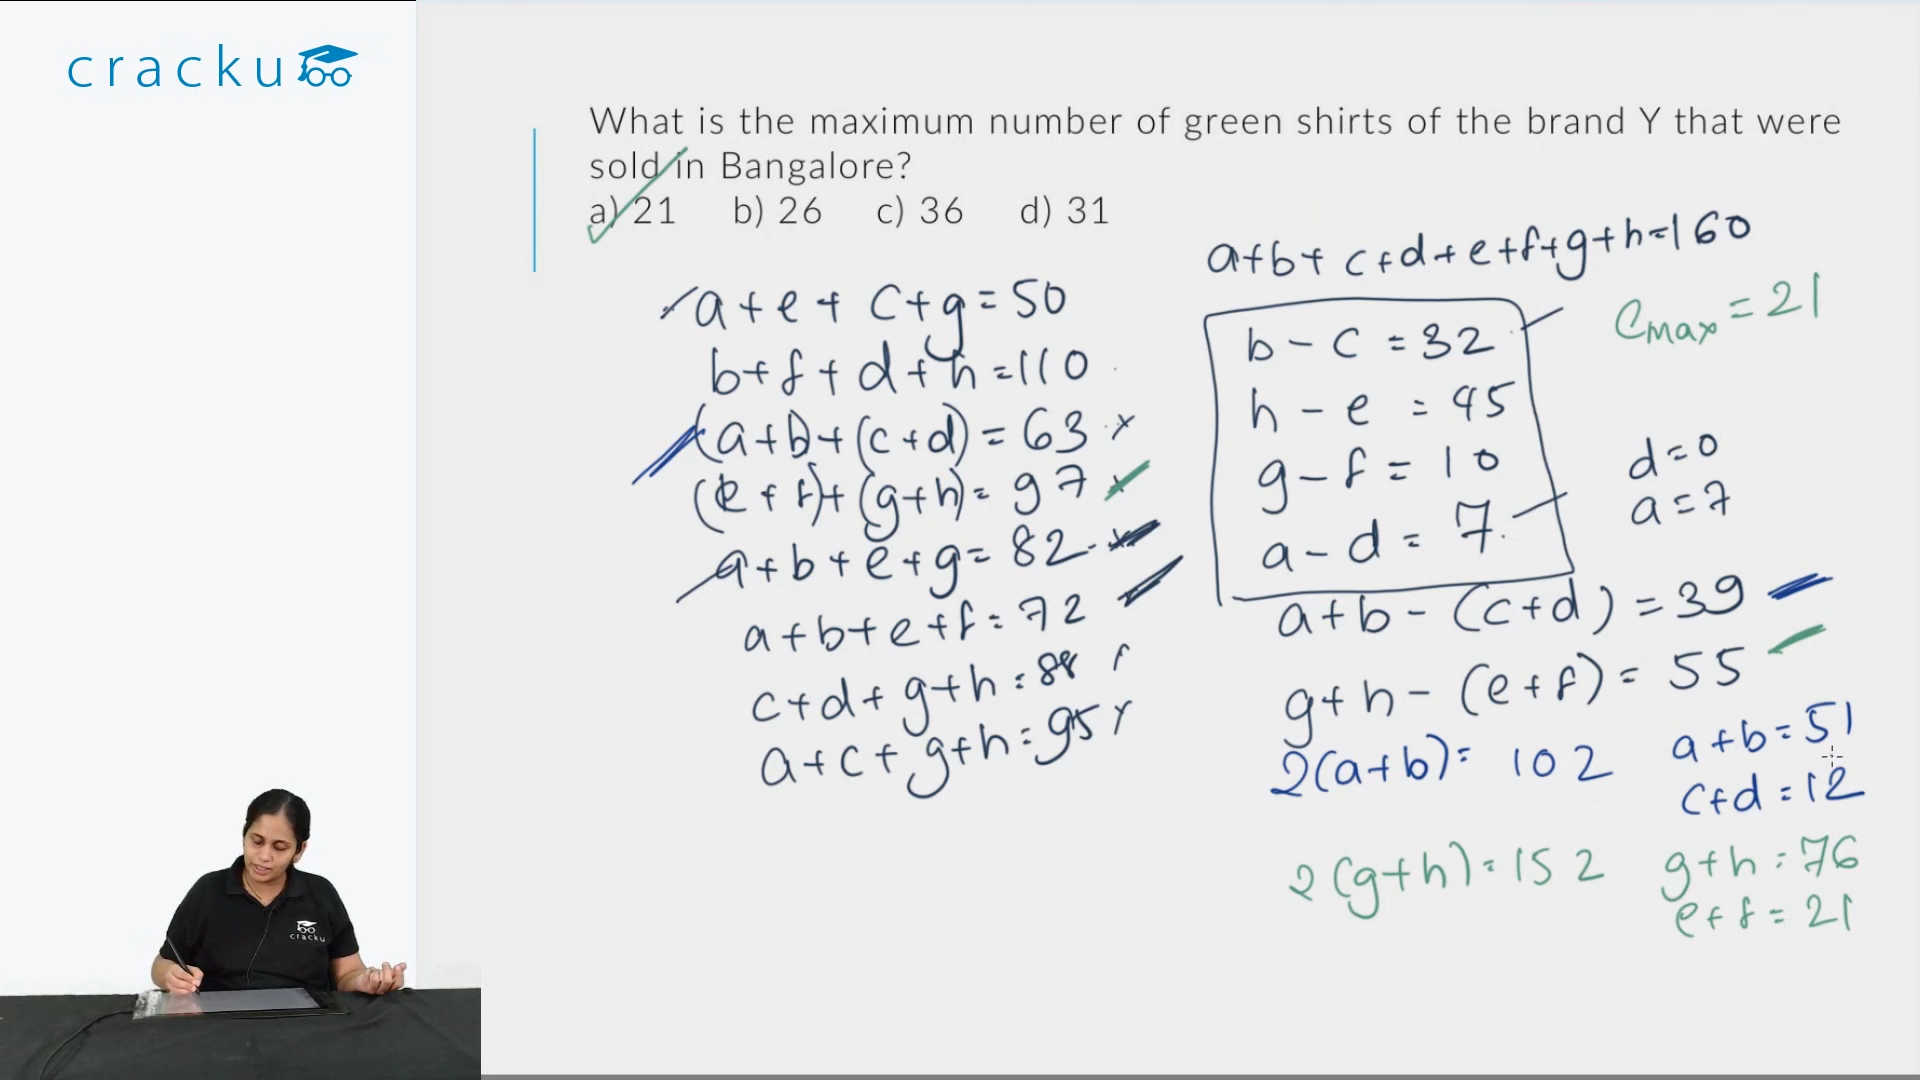 cracku
What is the maximum number of green shirts of the brand Y that were
sold in Bangalore?
a) 21 b) 26 c) 36 d) 31
a+e+c+g=50
b+f+d+h=110
(a+b)+(c+d)=63
(e+f)+(g+h)=97
a+b+e+g=82
a+b+e+f=72
c+d+g+h=88
a+c+g+h=95
a+b+c+d+e+f+g+h=160
b-c=32
h-e=45
g-f=10
a-d=7
emax=21
d=0
a=7
a+b-(c+d)=39
g+h-(e+f)=55
2(a+b)=102
a+b=51
c+d=12
2(g+h)=152
g+h=76
e+f=21
cracku